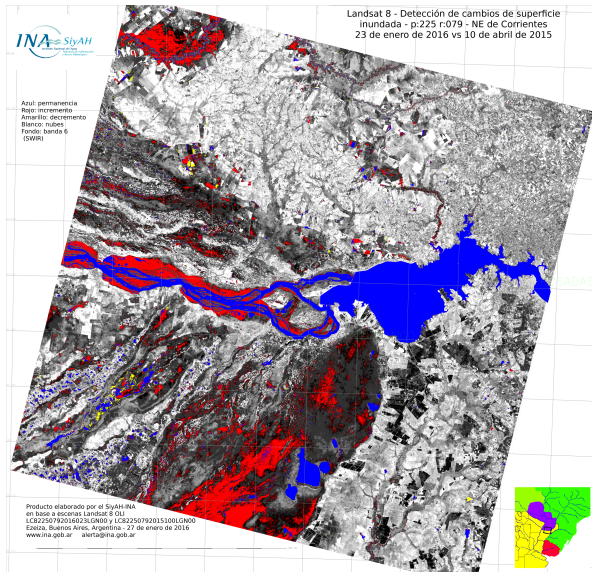 INA SiyAH
Landsat 8 - Detección de cambios de superficie
inundada - p:225 r:079 - NE de Corrientes
23 de enero de 2016 vs 10 de abril de 2015
Azul: permanencia
Rojo: incremento
Amarillo: decremento
Blanco: nubes
Fondo: banda 6
(SWIR)
Producto elaborado por el SiyAH-INA
en base a escenas Landsat 8 OLI
LC82250792016023LGN00 y LC82250792015100LGN00
Ezeiza, Buenos Aires, Argentina - 27 de enero de 2016
www.ina.gob.ar alerta@ina.gob.ar